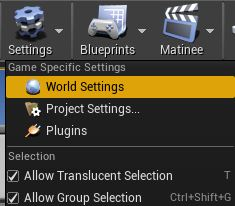 Settings Blueprints Matinee
Game Specific Settings
World Settings
Project Settings...
Plugins
Selection
Allow Translucent Selection T
Allow Group Selection Ctrl+Shift+G